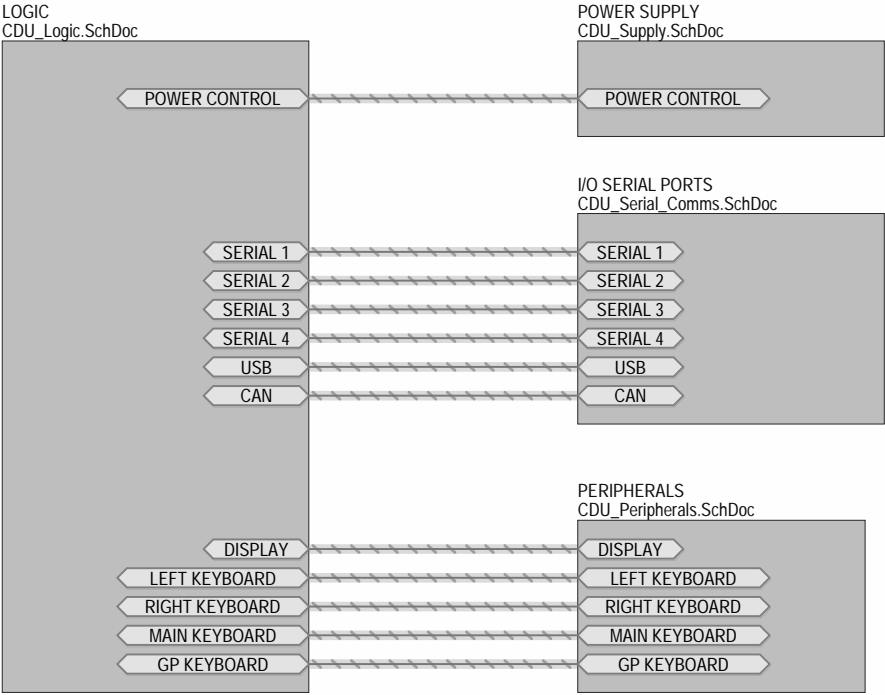 LOGIC
CDU_Logic.SchDoc
POWER CONTROL
SERIAL 1
SERIAL 2
SERIAL 3
SERIAL 4
USB
CAN
DISPLAY
LEFT KEYBOARD
RIGHT KEYBOARD
MAIN KEYBOARD
GP KEYBOARD
POWER SUPPLY
CDU_Supply.SchDoc
POWER CONTROL
I/O SERIAL PORTS
CDU_Serial_Comms.SchDoc
SERIAL 1
SERIAL 2
SERIAL 3
SERIAL 4
USB
CAN
PERIPHERALS
CDU_Peripherals.SchDoc
DISPLAY
LEFT KEYBOARD
RIGHT KEYBOARD
MAIN KEYBOARD
GP KEYBOARD